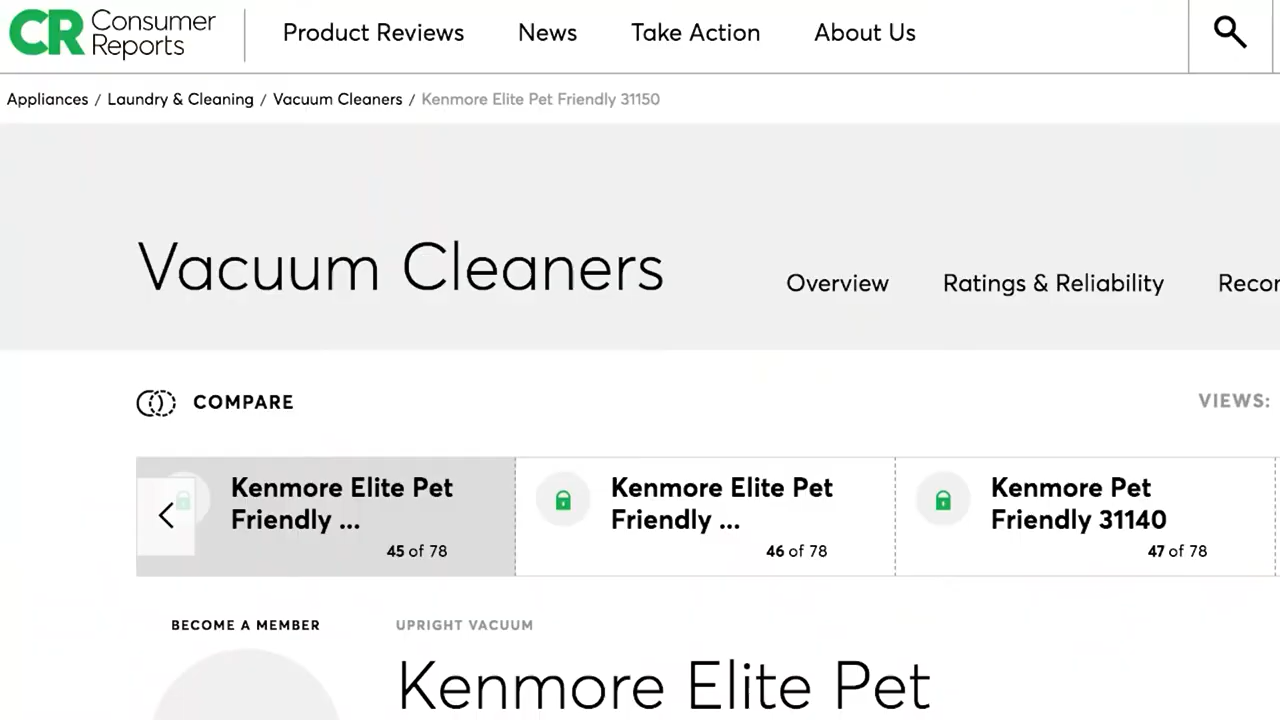 CR Consumer Reports
Product Reviews News Take Action About Us
Appliances / Laundry & Cleaning / Vacuum Cleaners / Kenmore Elite Pet Friendly 31150
Vacuum Cleaners
Overview Ratings & Reliability
COMPARE
VIEWS:
Kenmore Elite Pet
Friendly ...
45 of 78
Kenmore Elite Pet
Friendly ...
46 of 78
Kenmore Pet
Friendly 31140
47 of 78
BECOME A MEMBER
UPRIGHT VACUUM
Kenmore Elite Pet